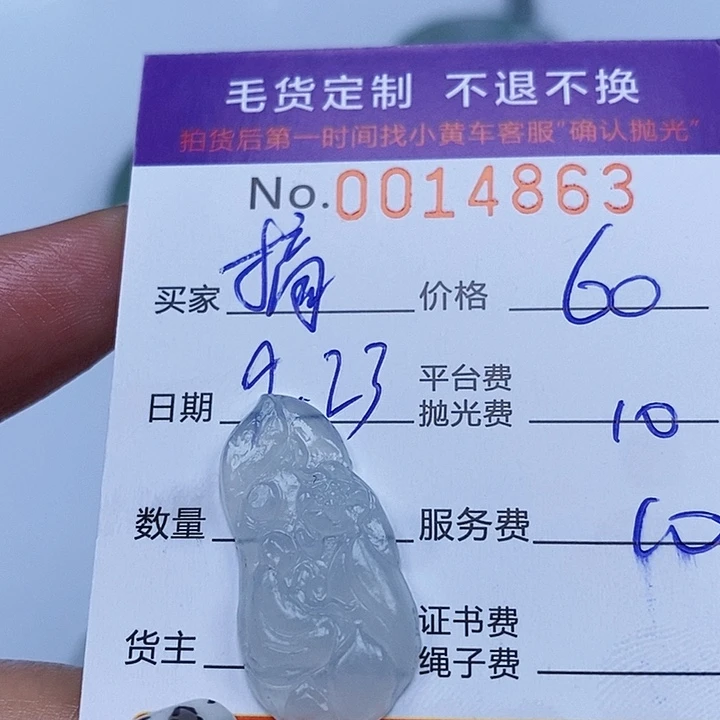 毛货定制 不退不换
拍货后第一时间找小黄车客服"确认抛光"
No.0014863
买家 摘 价格 60
日期 9.23 平台费
抛光费 10
数量 服务费 10
货主 证书费
绳子费